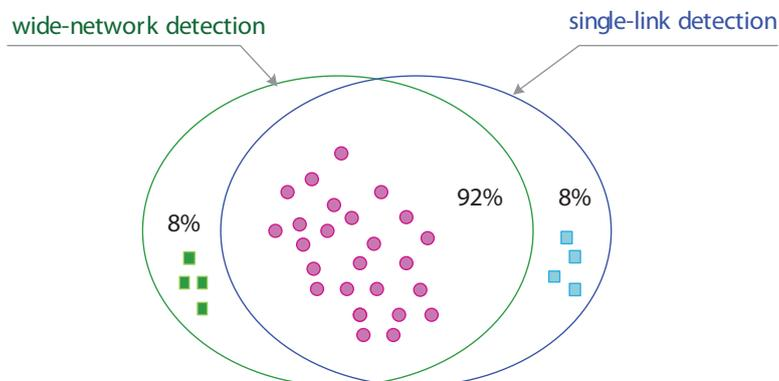 wide-network detection
single-link detection
8%
92%
8%